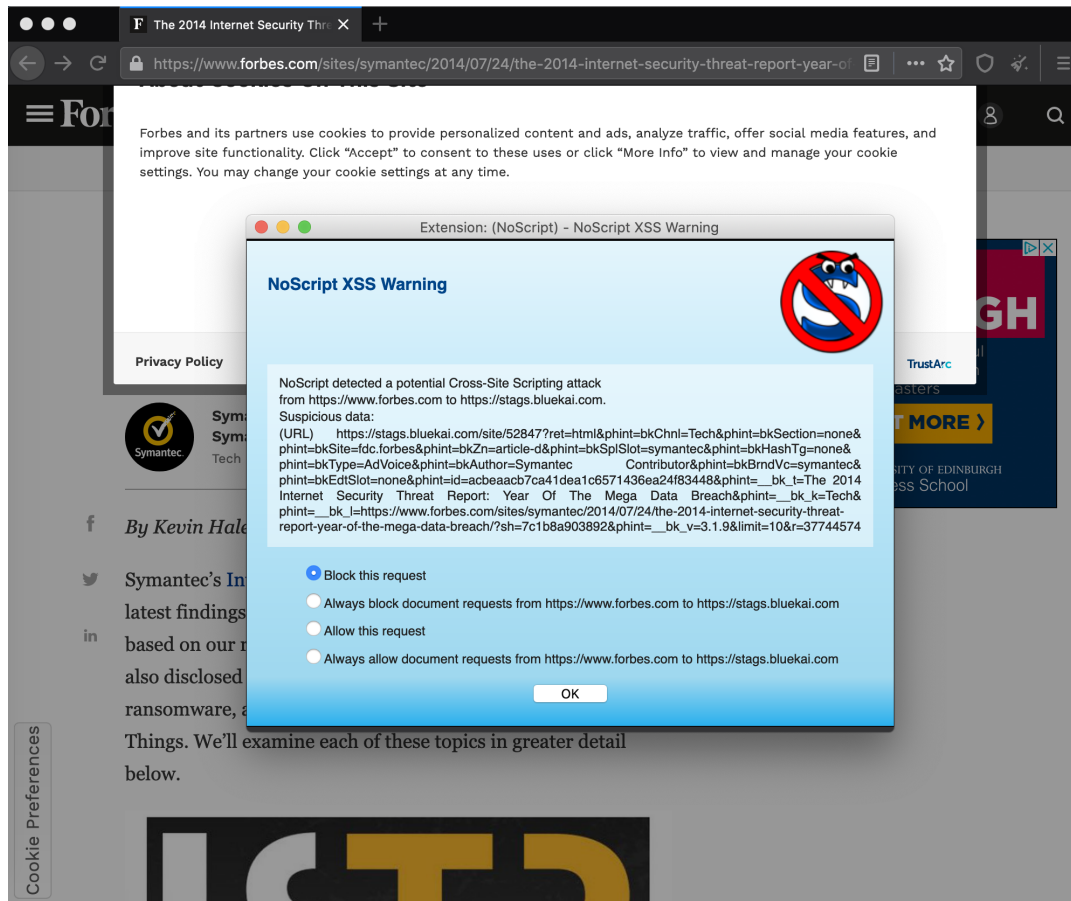 The 2014 Internet Security Thre
https://www.forbes.com/sites/symantec/2014/07/24/the-2014-internet-security-threat-report-year-of
For
About Cookies On This Site
Forbes and its partners use cookies to provide personalized content and ads, analyze traffic, offer social media features, and
improve site functionality. Click “Accept” to consent to these uses or click “More Info” to view and manage your cookie
settings. You may change your cookie settings at any time.
Extension: (NoScript) - NoScript XSS Warning
NoScript XSS Warning
GH
Privacy Policy
TrustArc
asters
NoScript detected a potential Cross-Site Scripting attack
from https://www.forbes.com to https://stags.bluekai.com.
Suspicious data:
(URL) https://stags.bluekai.com/site/52847?ret=html&phint=bkChnl=Tech&phint=bkSection=none&
phint=bkSite=fdc.forbes&phint=bkZn=article-d&phint=bkSplSlot=symantec&phint=bkHashTg=none&
phint=bkType=AdVoice&phint=bkAuthor=Symantec Contributor&phint=bkBrndVc=symantec&
phint=bkEdtSlot=none&phint=id=acbeaacb7ca41dea1c6571436ea24f83448&phint=__bk_t=The 2014
Internet Security Threat Report: Year Of The Mega Data Breach&phint=__bk_k=Tech&
phint=__bk_l=https://www.forbes.com/sites/symantec/2014/07/24/the-2014-internet-security-threat-
report-year-of-the-mega-data-breach/?sh=7c1b8a903892&phint=__bk_v=3.1.9&limit=10&r=37744574
Symantec.
Syma
Syma
Tech
T MORE
ITY OF EDINBURGH
ess School
By Kevin Hale
Block this request
Always block document requests from https://www.forbes.com to https://stags.bluekai.com
Allow this request
Always allow document requests from https://www.forbes.com to https://stags.bluekai.com
OK
Symantec’s In
latest findings
based on our r
also disclosed
ransomware, a
Things. We’ll examine each of these topics in greater detail
below.
Cookie Preferences
ISTR